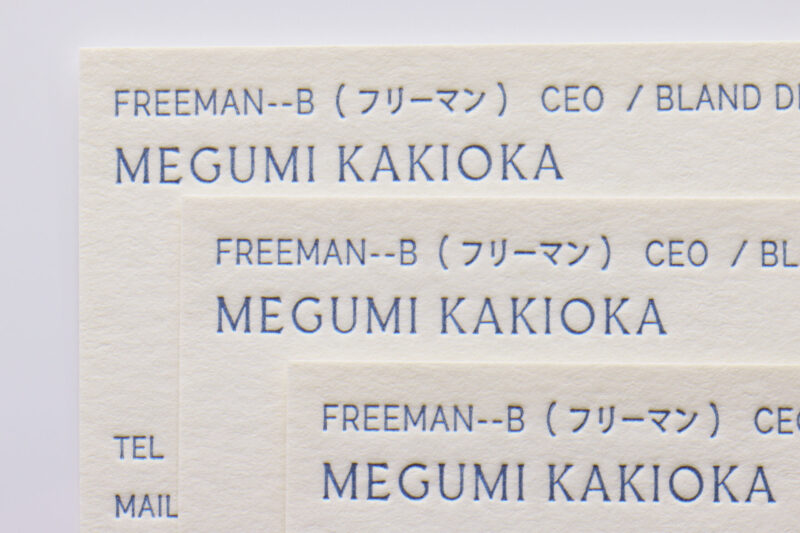 FREEMAN--B（フリーマン） CEO / BLAND D
MEGUMI KAKIOKA
FREEMAN--B（フリーマン） CEO / BL
MEGUMI KAKIOKA
FREEMAN--B（フリーマン） CEO
MEGUMI KAKIOKA
TEL
MAIL